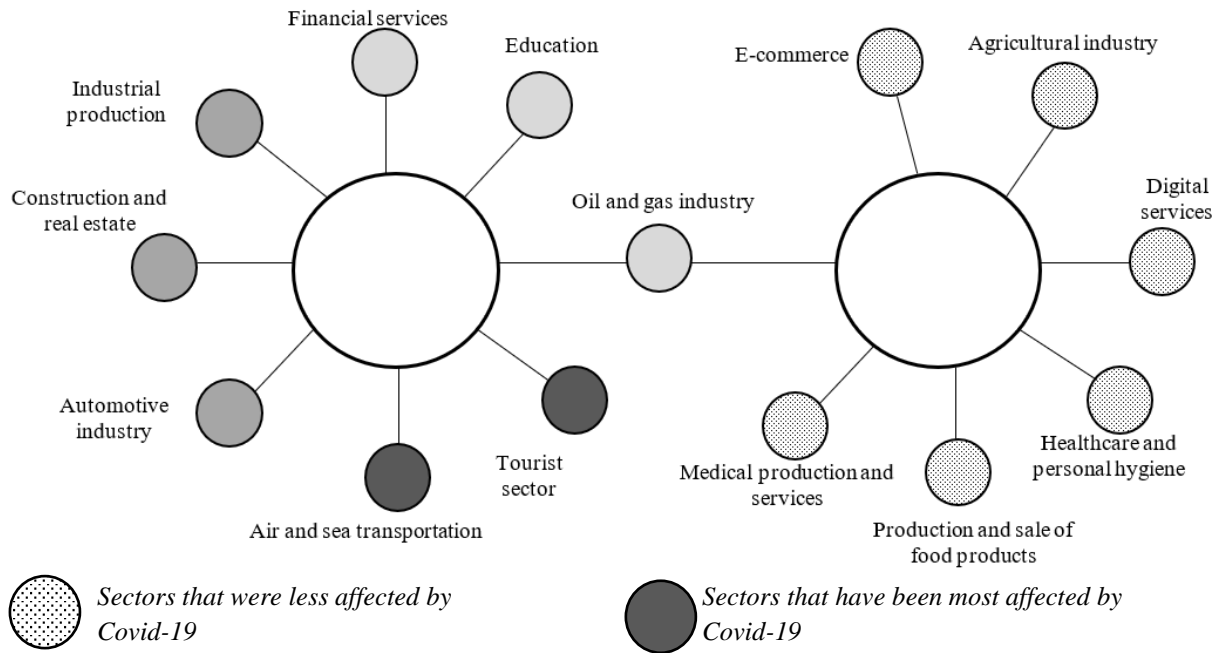 Financial services
Education
E-commerce
Agricultural industry
Industrial
production
Construction and
real estate
Oil and gas industry
Digital
services
Automotive
industry
Tourist
sector
Air and sea transportation
Medical production and
services
Healthcare and
personal hygiene
Production and sale of
food products
Sectors that were less affected by
Covid-19
Sectors that have been most affected by
Covid-19